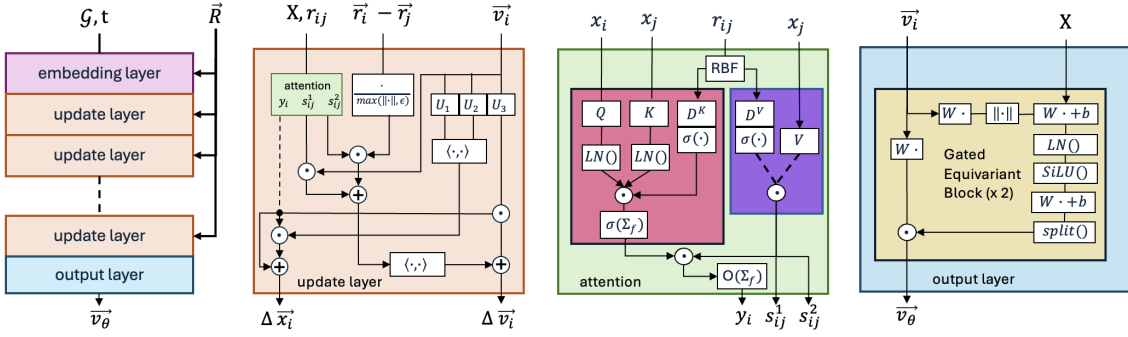 𝒢, t
R⃗
embedding layer
update layer
update layer
update layer
output layer
v⃗_θ
X, r_ij
r⃗_i − r⃗_j
v⃗_i
attention
y_i s¹_ij s²_ij
·
max(‖·‖, ϵ)
U_1 U_2 U_3
⟨·,·⟩
⟨·,·⟩
update layer
Δ x⃗_i
Δ v⃗_i
x_i
x_j
r_ij
x_j
RBF
Q
K
D^K
σ(·)
D^V
σ(·)
V
LN()
LN()
σ(Σ_f)
O(Σ_f)
attention
y_i
s¹_ij
s²_ij
v⃗_i
X
W ·
‖·‖
W · +b
W ·
LN()
SiLU()
W · +b
split()
Gated
Equivariant
Block (x 2)
output layer
v⃗_θ